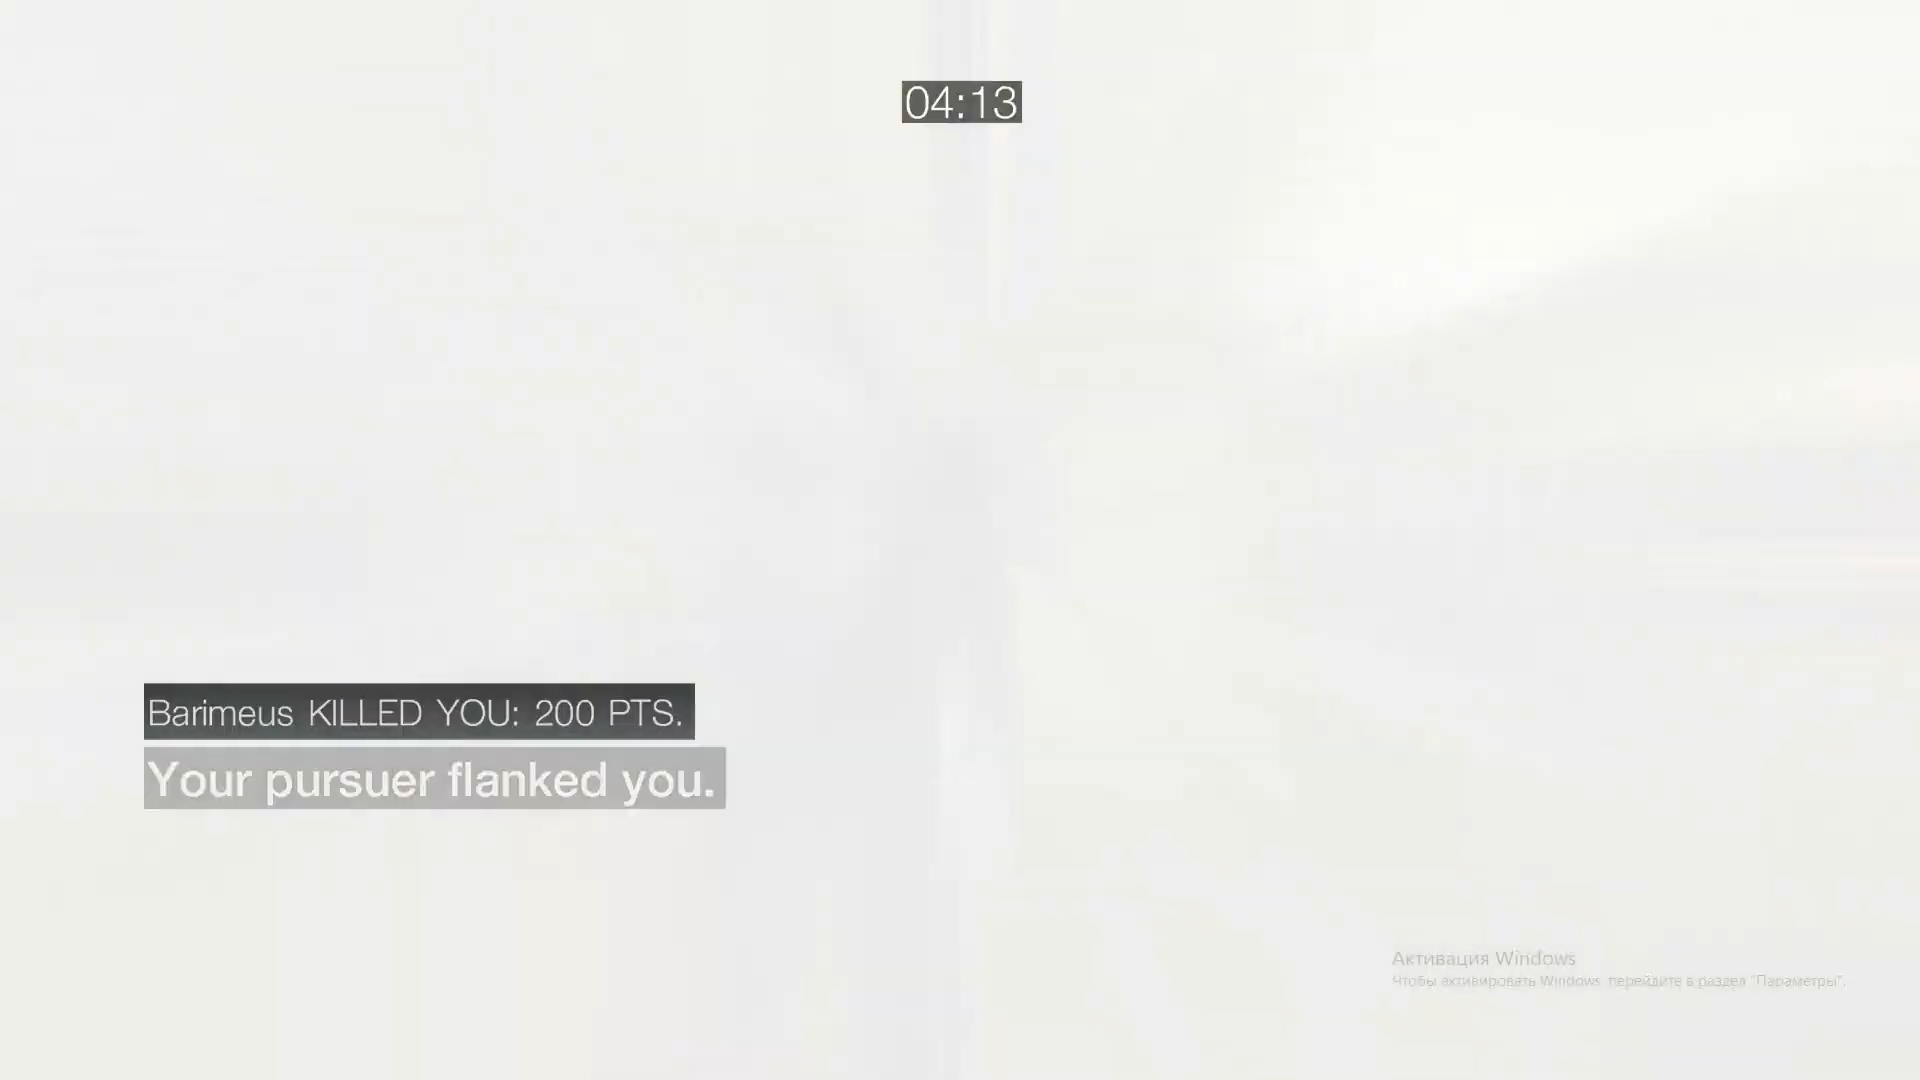 04:13
Barimeus KILLED YOU: 200 PTS.
Your pursuer flanked you.
Активация Windows
Чтобы активировать Windows, перейдите в раздел "Параметры".